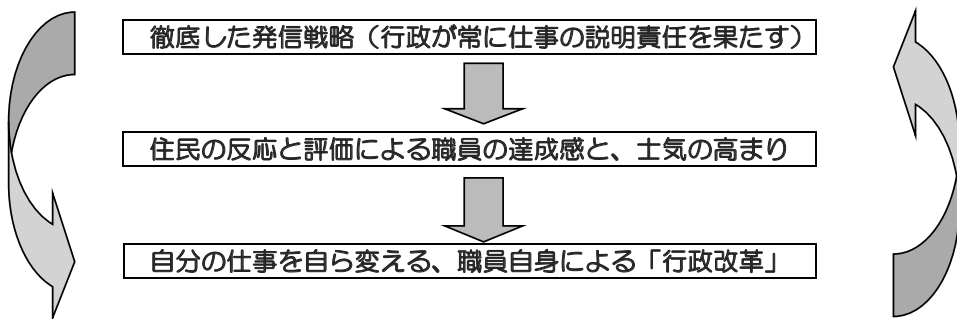 徹底した発信戦略（行政が常に仕事の説明責任を果たす）
住民の反応と評価による職員の達成感と、士気の高まり
自分の仕事を自ら変える、職員自身による「行政改革」